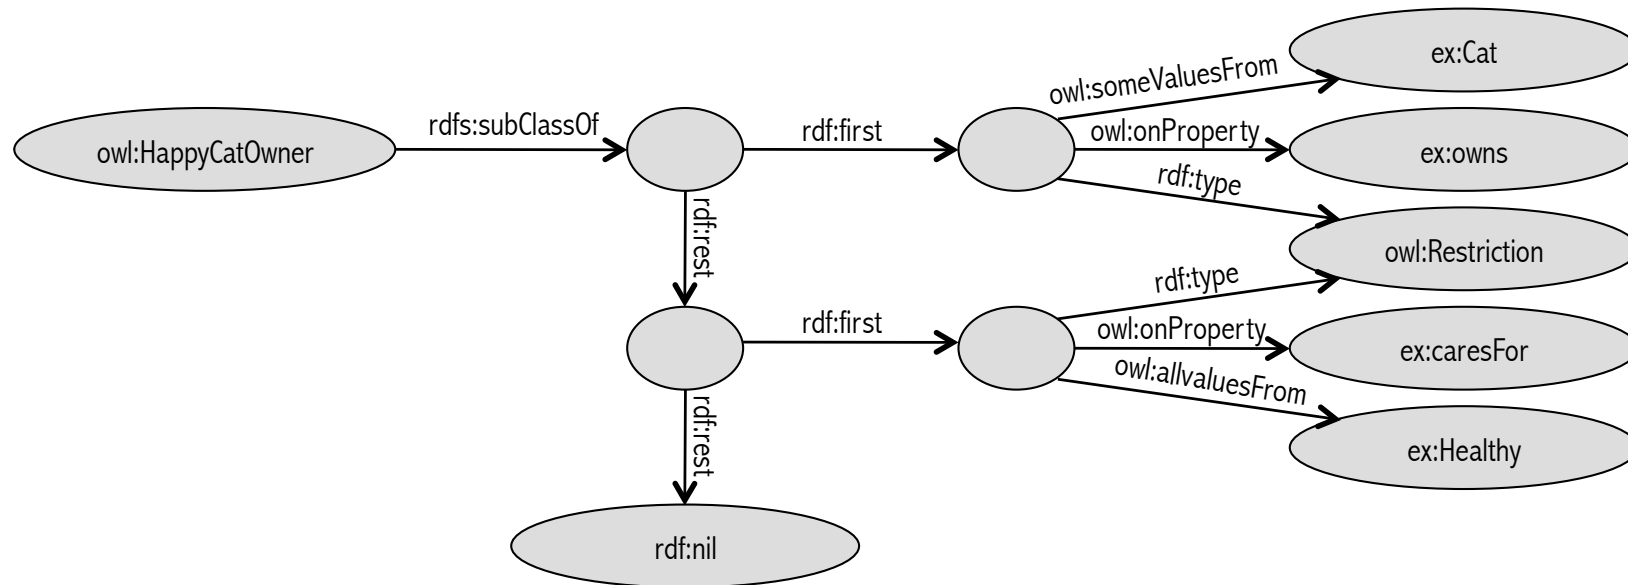 ex:Cat
owl:someValuesFrom
rdfs:subClassOf
rdf:first
owl:onProperty
owl:HappyCatOwner
ex:owns
rdf:type
rdf:rest
owl:Restriction
rdf:type
rdf:first
owl:onProperty
ex:caresFor
owl:allvaluesFrom
rdf:rest
ex:Healthy
rdf:nil